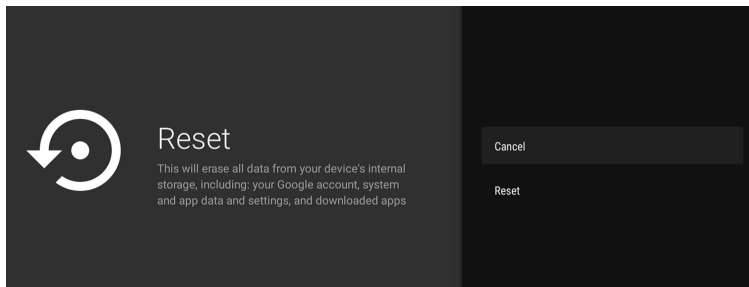 Reset
This will erase all data from your device's internal
storage, including: your Google account, system
and app data and settings, and downloaded apps
Cancel
Reset